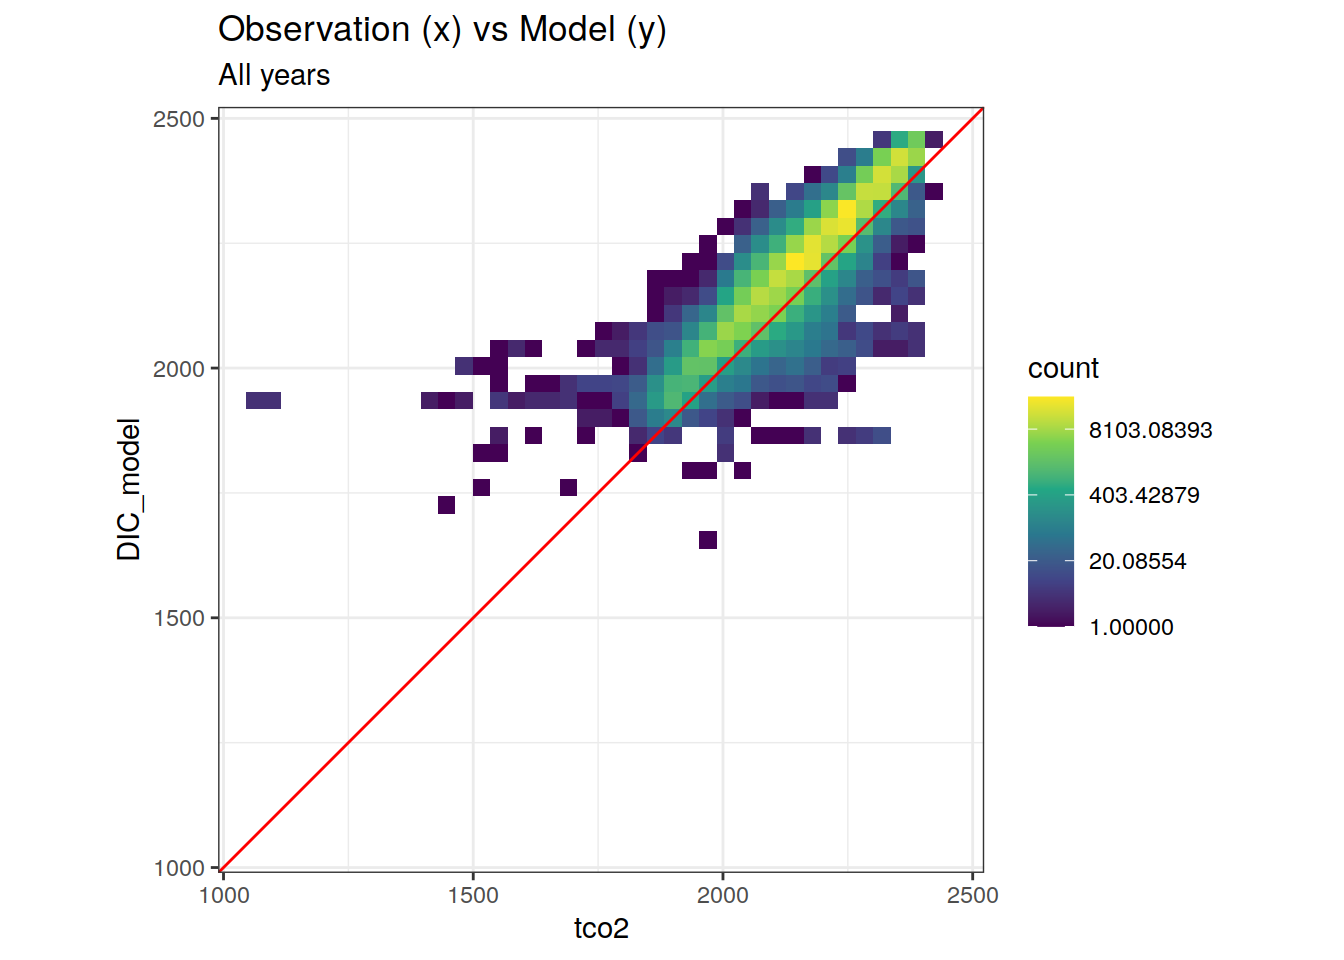 Observation (x) vs Model (y)
All years
2500
2000
1500
1000
DIC_model
1000
1500
2000
2500
tco2
count
8103.08393
403.42879
20.08554
1.00000